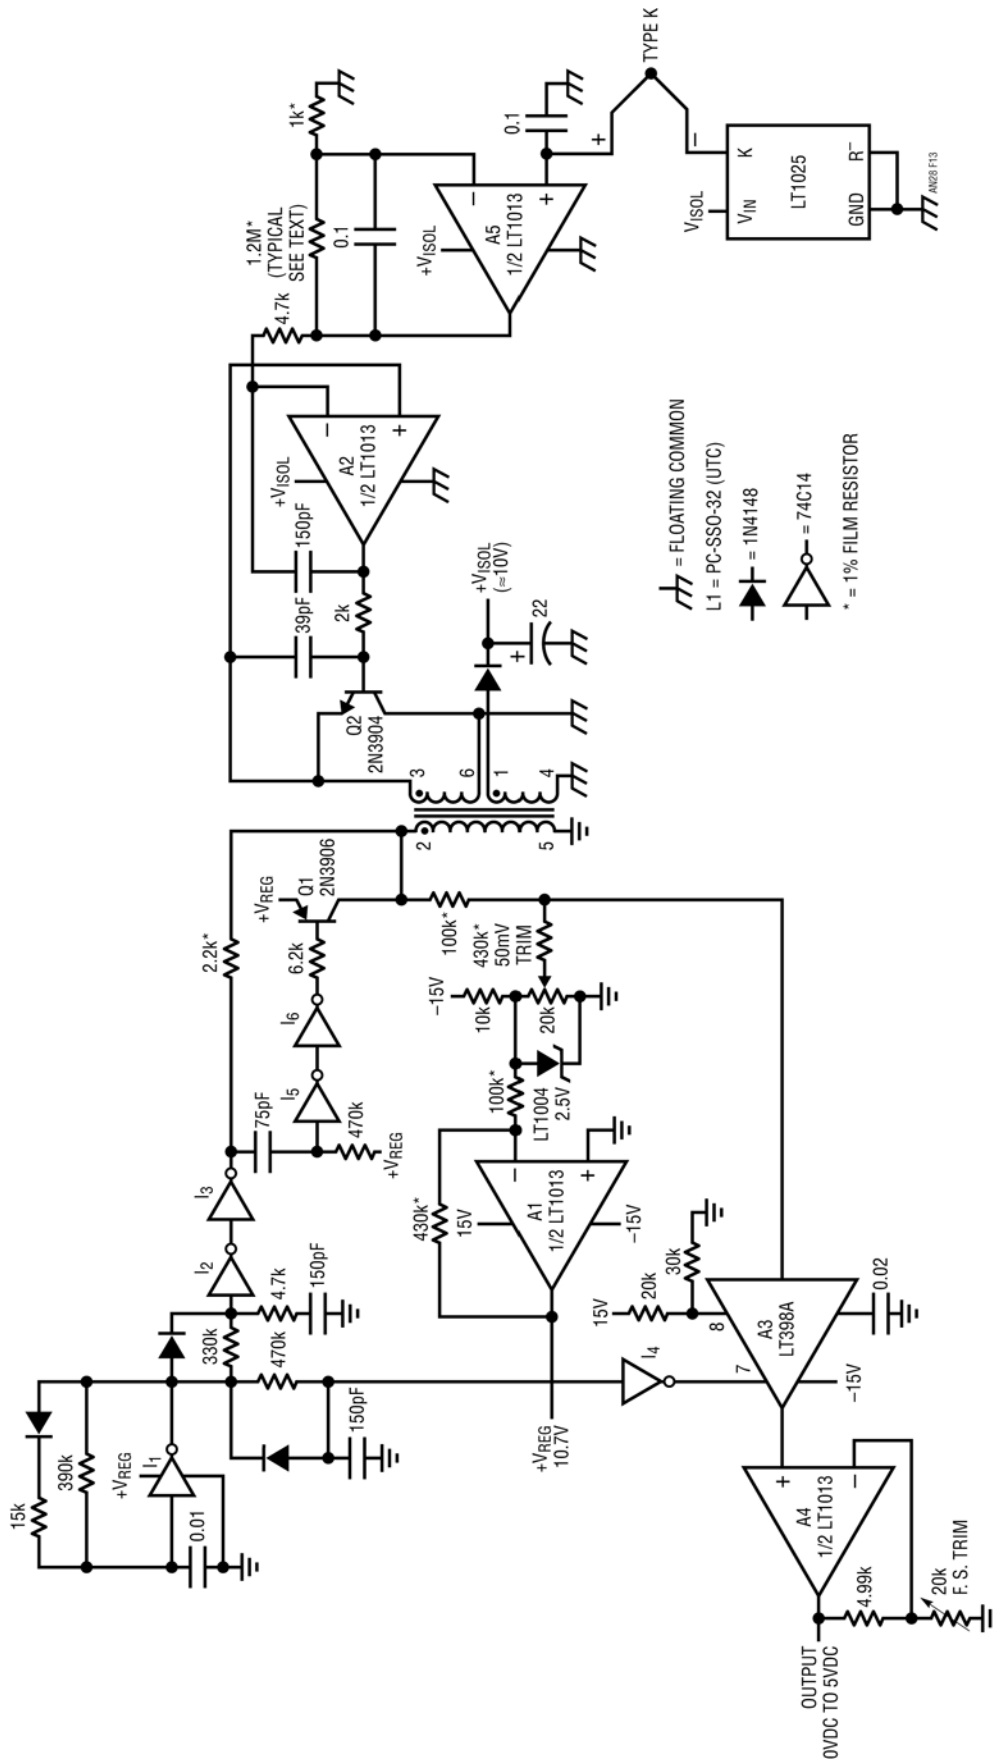 15k
390k
+VREG
I1
0.01
330k
470k
150pF
4.7k
150pF
I2
I3
75pF
470k
+VREG
I5
I6
6.2k
2.2k*
+VREG
Q1
2N3906
100k*
430k*
50mV
TRIM
–15V
10k
20k
100k*
LT1004
2.5V
430k*
15V
A1
1/2 LT1013
–15V
+VREG
10.7V
I4
15V
20k
30k
8
7
A3
LT398A
–15V
0.02
A4
1/2 LT1013
4.99k
20k
F. S. TRIM
OUTPUT
0VDC TO 5VDC
2
5
3
6
1
4
Q2
2N3904
39pF
150pF
2k
+VISOL
(≈10V)
22
+
+VISOL
A2
1/2 LT1013
4.7k
1.2M*
(TYPICAL
SEE TEXT)
0.1
1k*
+VISOL
A5
1/2 LT1013
0.1
+
–
TYPE K
VISOL
VIN
K
LT1025
GND
R–
AN28 F13
= FLOATING COMMON
L1 = PC-SSO-32 (UTC)
= 1N4148
= 74C14
* = 1% FILM RESISTOR